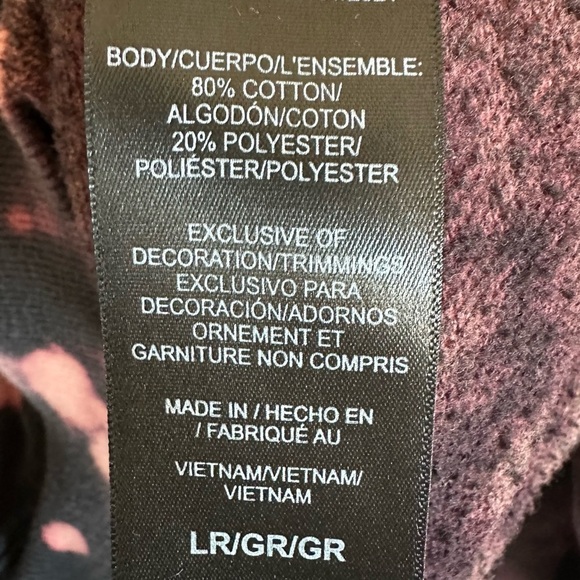 BODY/CUERPO/L'ENSEMBLE:
80% COTTON/
ALGODÓN/COTON
20% POLYESTER/
POLIÉSTER/POLYESTER
EXCLUSIVE OF
DECORATION/TRIMMINGS
EXCLUSIVO PARA
DECORACIÓN/ADORNOS
ORNEMENT ET
GARNITURE NON COMPRIS
MADE IN / HECHO EN
/ FABRIQUÉ AU
VIETNAM/VIETNAM/
VIETNAM
LR/GR/GR